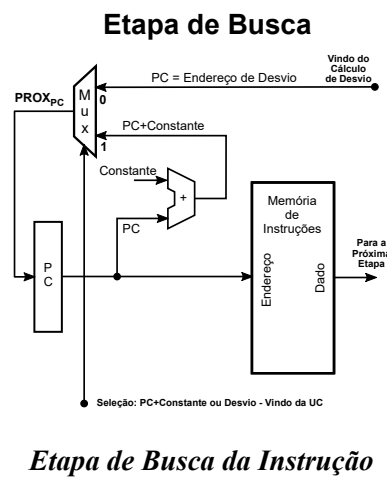 Etapa de Busca
Vindo do
Cálculo
de Desvio
PC = Endereço de Desvio
PROXPC
M
u
x
0
1
PC+Constante
Constante
+
PC
P
C
Memória
de
Instruções
Endereço
Dado
Para a
Próxima
Etapa
Seleção: PC+Constante ou Desvio - Vindo da UC
Etapa de Busca da Instrução